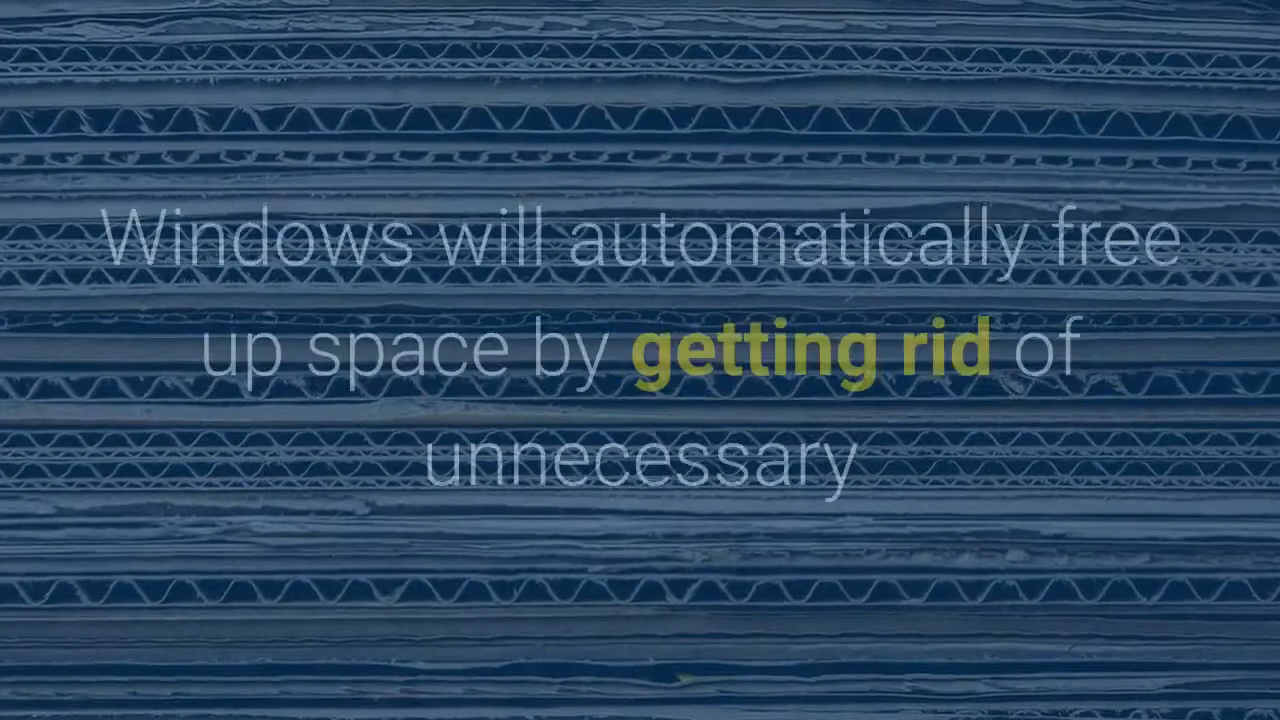 Windows will automatically free
up space by getting rid of
unnecessary